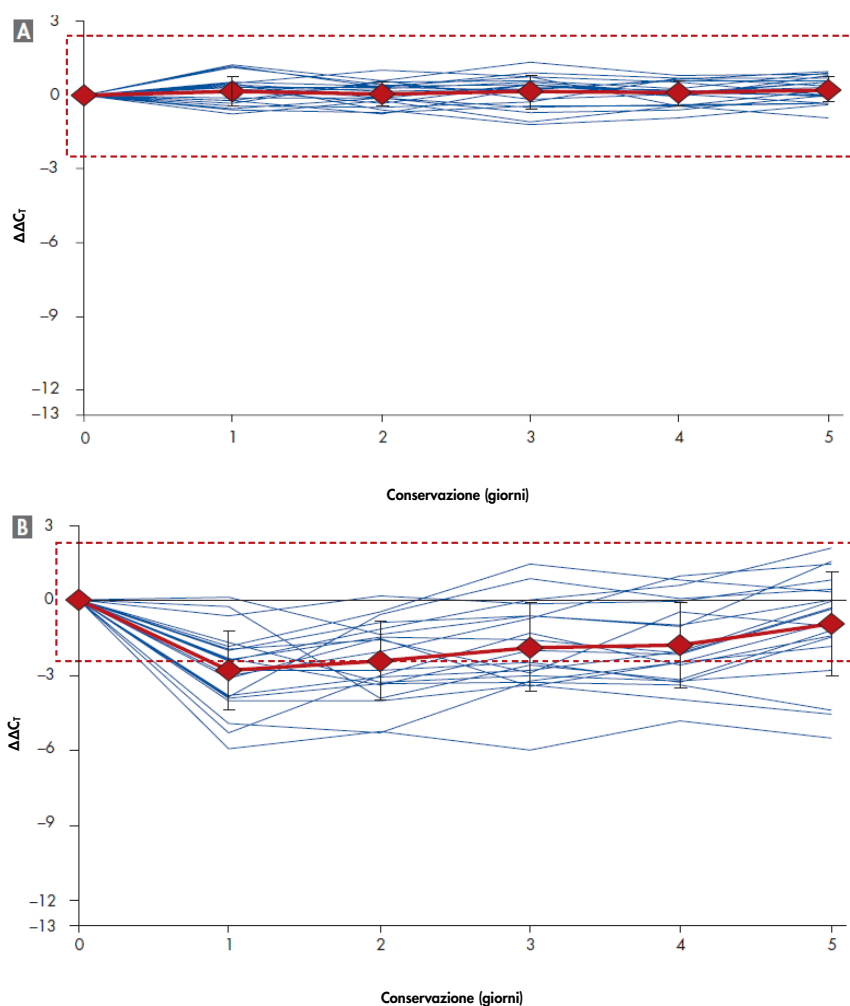 A
3
0
–3
–6
–9
–12
–13
ΔΔCT
0 1 2 3 4 5
Conservazione (giorni)
B
3
0
–3
–6
–9
–12
–13
ΔΔCT
0 1 2 3 4 5
Conservazione (giorni)